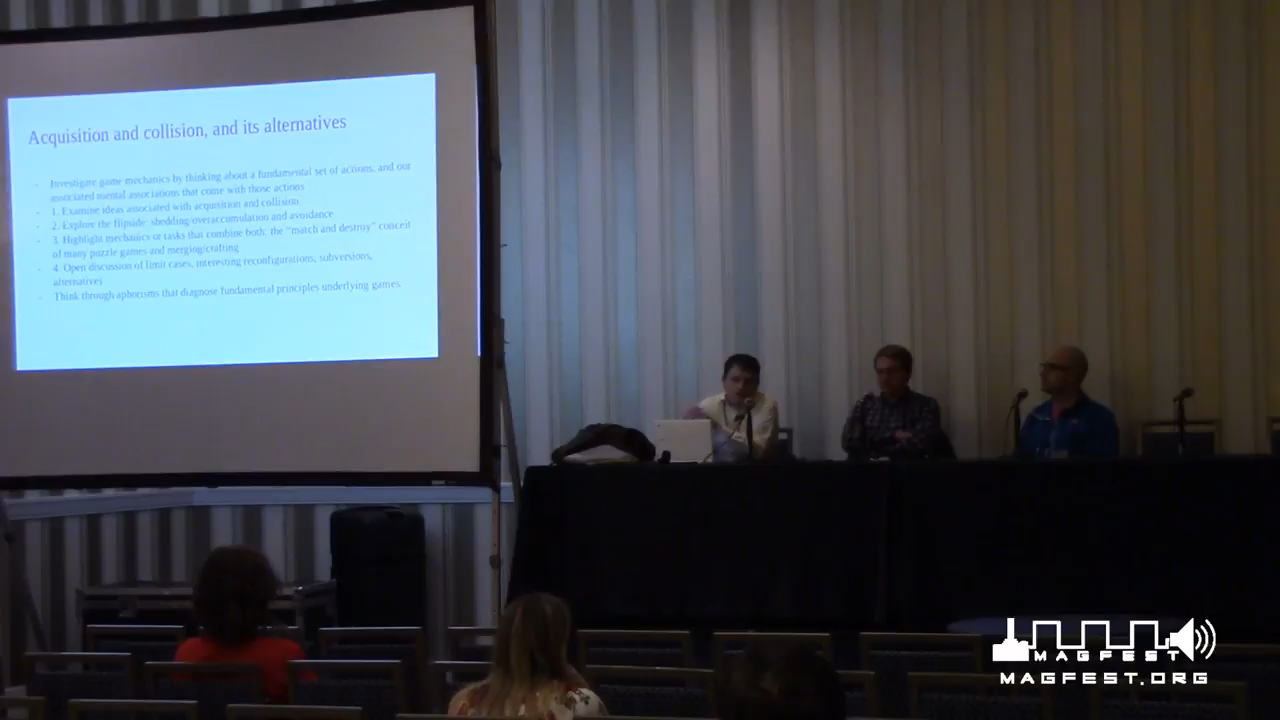 Acquisition and collision, and its alternatives
- Investigate game mechanics by thinking about a fundamental set of actions, and our
associated mental associations that come with those actions
- 1. Examine ideas associated with acquisition and collision
- 2. Explore the flipside: shedding/overaccumulation and avoidance
- 3. Highlight mechanics or tasks that combine both: the "match and destroy" conceit
of many puzzle games and merging/crafting
- 4. Open discussion of limit cases, interesting reconfigurations, subversions,
alternatives
- Think through aphorisms that diagnose fundamental principles underlying games
MAGFEST
MAGFEST.ORG